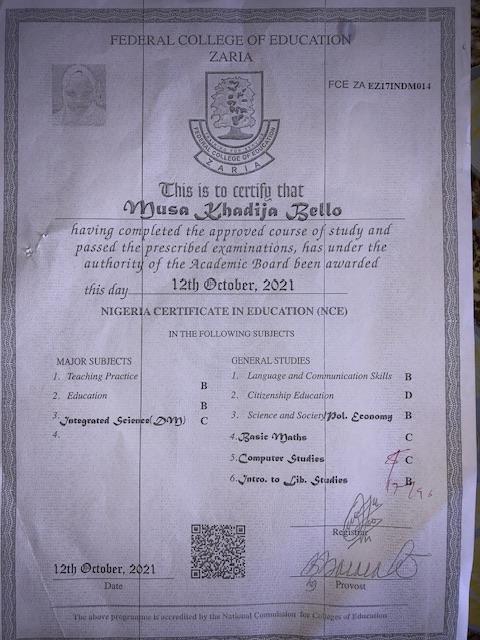 FEDERAL COLLEGE OF EDUCATION
ZARIA
FCE ZA EZ17INDM014
FEDERAL COLLEGE OF EDUCATION
ZARIA
This is to certify that
Musa Khadija Bello
having completed the approved course of study and
passed the prescribed examinations, has under the
authority of the Academic Board been awarded
this day 12th October, 2021
NIGERIA CERTIFICATE IN EDUCATION (NCE)
IN THE FOLLOWING SUBJECTS
MAJOR SUBJECTS
1. Teaching Practice B
2. Education B
3. Integrated Science(DM) C
4.
GENERAL STUDIES
1. Language and Communication Skills B
2. Citizenship Education D
3. Science and Society/Pol. Economy B
4. Basic Maths C
5. Computer Studies C
6. Intro. to Lib. Studies B
Registrar
12th October, 2021
Date
Provost
The above programme is accredited by the National Commission for Colleges of Education